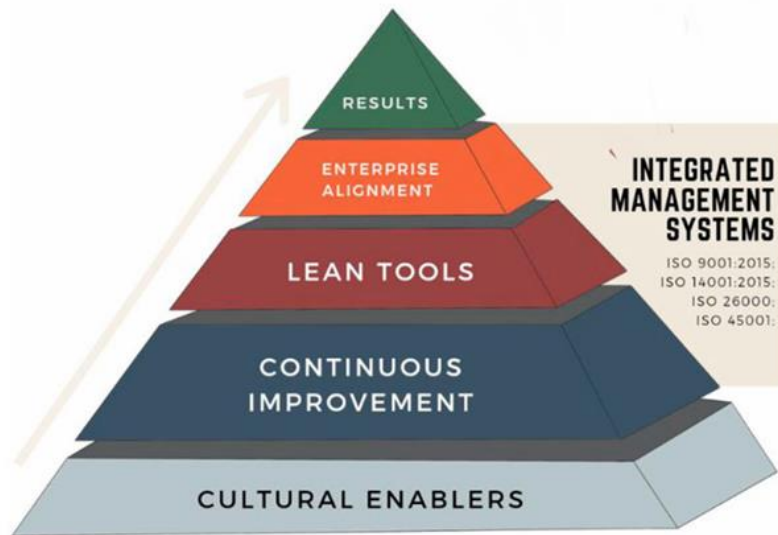 RESULTS
ENTERPRISE
ALIGNMENT
LEAN TOOLS
CONTINUOUS
IMPROVEMENT
CULTURAL ENABLERS
INTEGRATED
MANAGEMENT
SYSTEMS
ISO 9001:2015;
ISO 14001:2015;
ISO 26000;
ISO 45001;